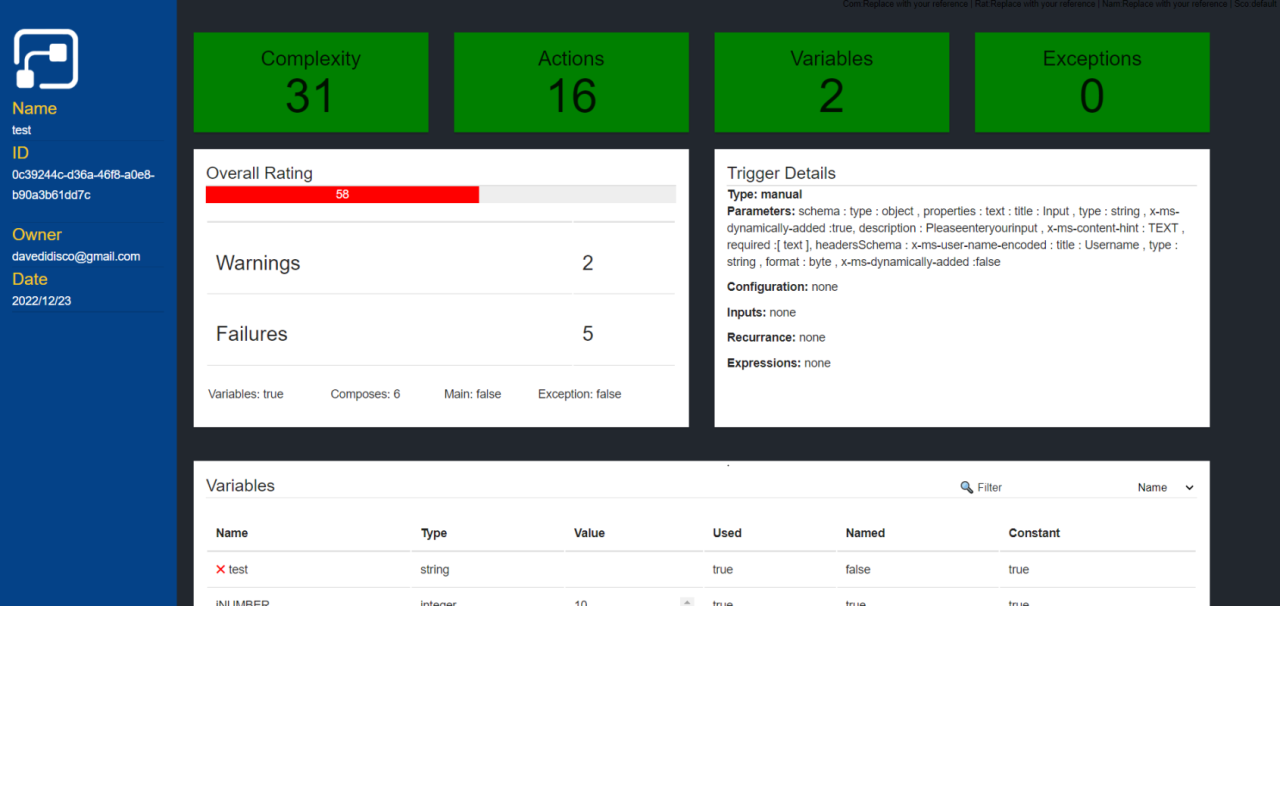 Com:Replace with your reference | Rat:Replace with your reference | Nam:Replace with your reference | Sco:default
Name
test
ID
0c39244c-d36a-46f8-a0e8-
b90a3b61dd7c
Owner
davedidisco@gmail.com
Date
2022/12/23
Complexity
31
Actions
16
Variables
2
Exceptions
0
Overall Rating
58
Warnings 2
Failures 5
Variables: true Composes: 6 Main: false Exception: false
Trigger Details
Type: manual
Parameters: schema : type : object , properties : text : title : Input , type : string , x-ms-
dynamically-added :true, description : Pleaseenteryourinput , x-ms-content-hint : TEXT ,
required :[ text ], headersSchema : x-ms-user-name-encoded : title : Username , type :
string , format : byte , x-ms-dynamically-added :false
Configuration: none
Inputs: none
Recurrance: none
Expressions: none
Variables Filter Name
Name Type Value Used Named Constant
test string true false true
iNUMBER integer 10 true true true